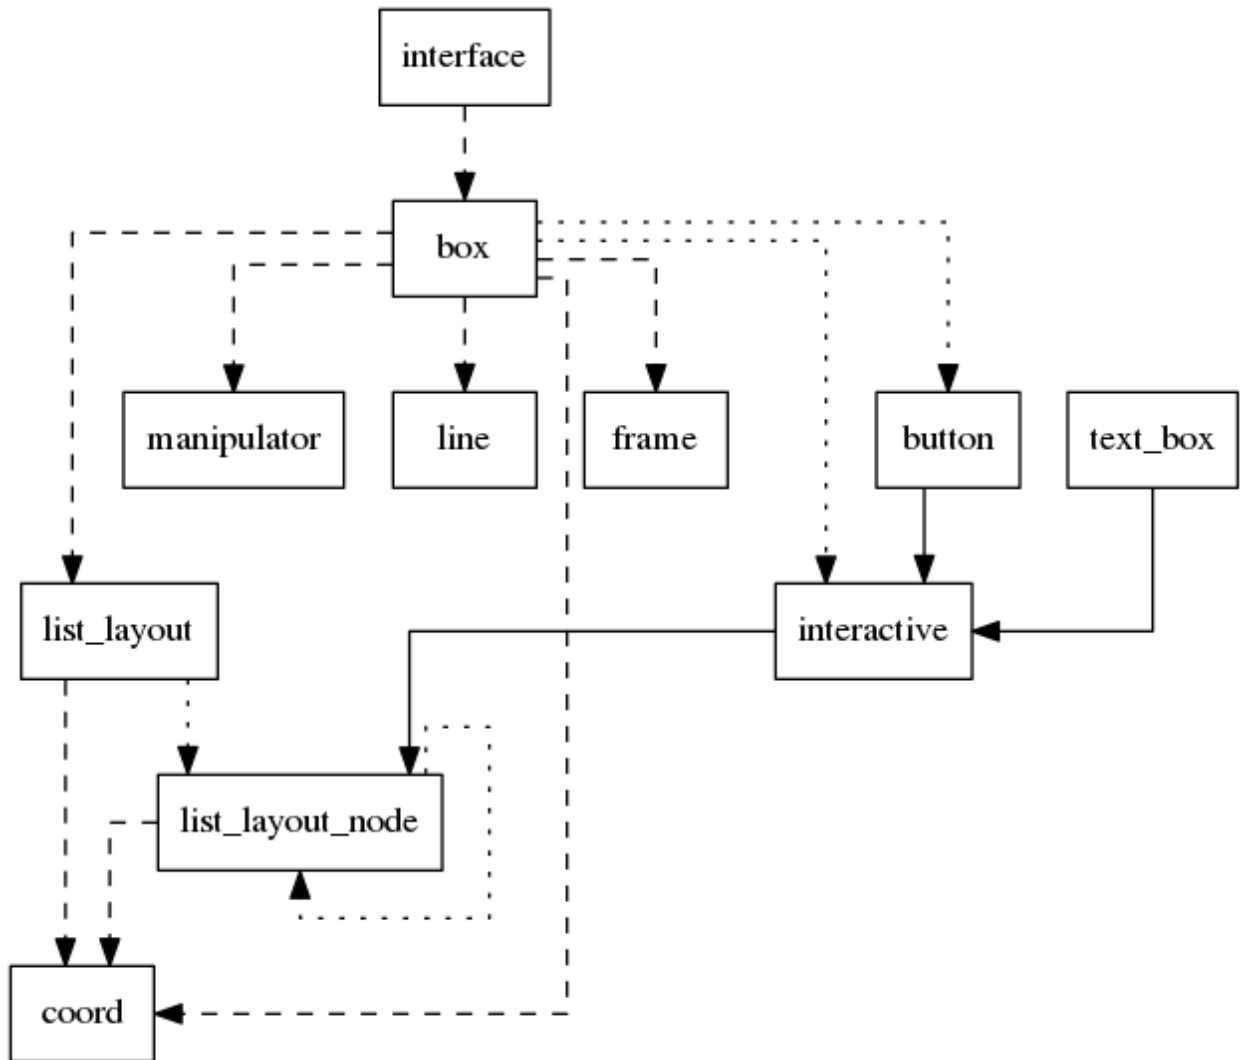 interface
box
manipulator
line
frame
button
text_box
list_layout
interactive
list_layout_node
coord